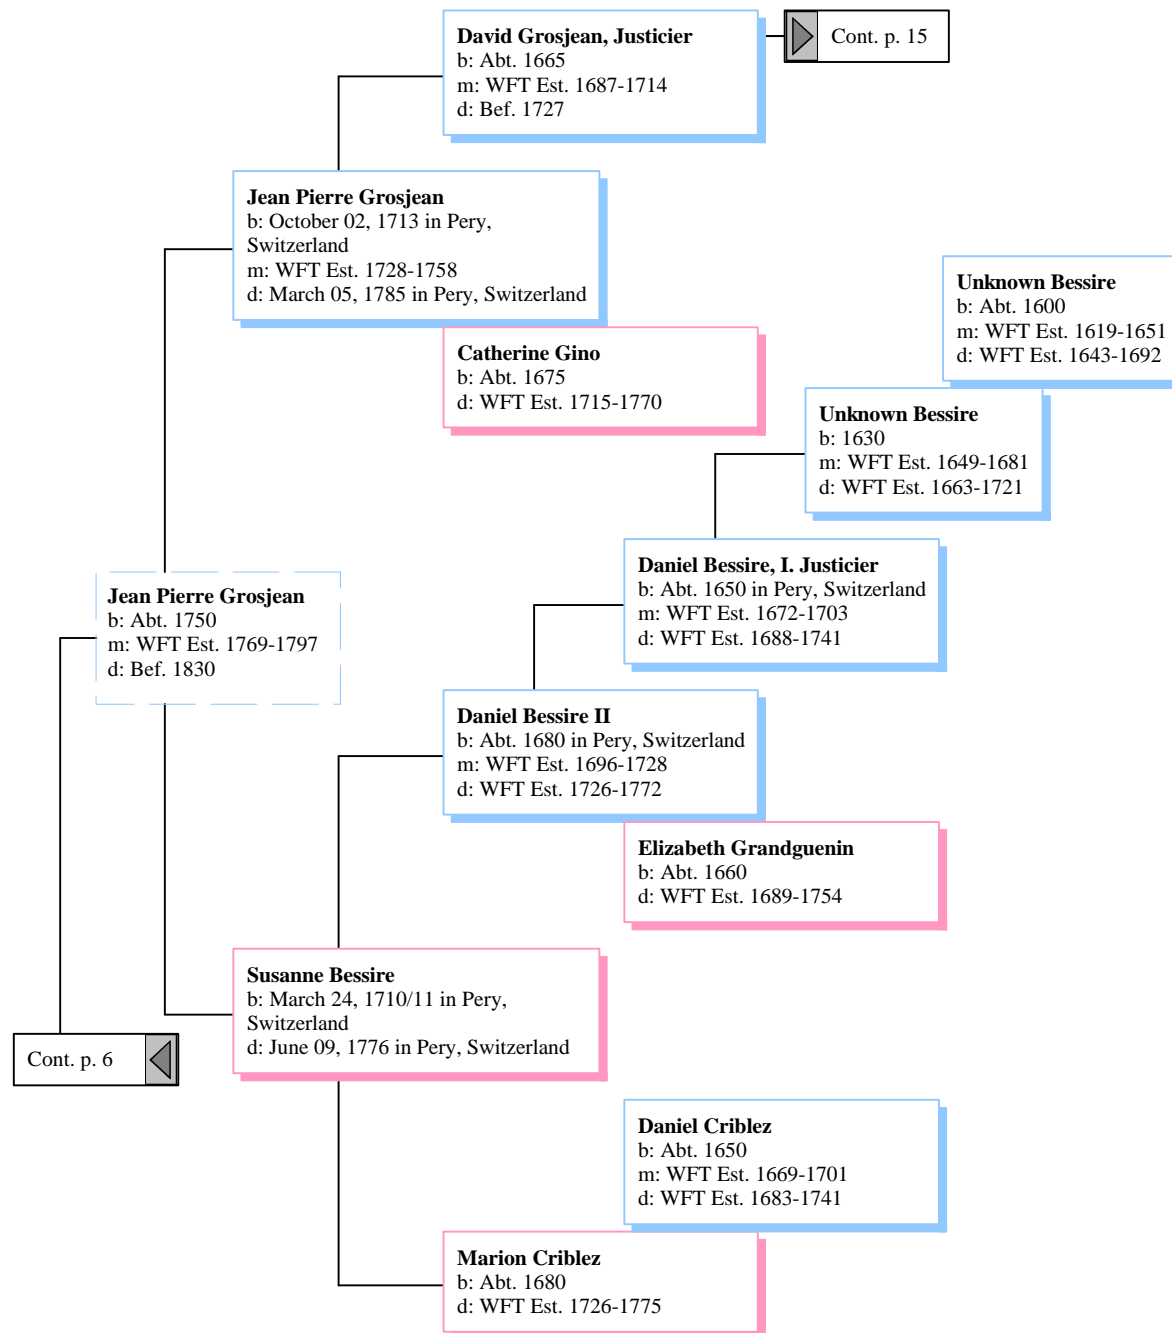 David Grosjean, Justicier
b: Abt. 1665
m: WFT Est. 1687-1714
d: Bef. 1727
Cont. p. 15
Jean Pierre Grosjean
b: October 02, 1713 in Pery,
Switzerland
m: WFT Est. 1728-1758
d: March 05, 1785 in Pery, Switzerland
Unknown Bessire
b: Abt. 1600
m: WFT Est. 1619-1651
d: WFT Est. 1643-1692
Catherine Gino
b: Abt. 1675
d: WFT Est. 1715-1770
Unknown Bessire
b: 1630
m: WFT Est. 1649-1681
d: WFT Est. 1663-1721
Daniel Bessire, I. Justicier
b: Abt. 1650 in Pery, Switzerland
m: WFT Est. 1672-1703
d: WFT Est. 1688-1741
Jean Pierre Grosjean
b: Abt. 1750
m: WFT Est. 1769-1797
d: Bef. 1830
Daniel Bessire II
b: Abt. 1680 in Pery, Switzerland
m: WFT Est. 1696-1728
d: WFT Est. 1726-1772
Elizabeth Grandguenin
b: Abt. 1660
d: WFT Est. 1689-1754
Susanne Bessire
b: March 24, 1710/11 in Pery,
Switzerland
d: June 09, 1776 in Pery, Switzerland
Cont. p. 6
Daniel Criblez
b: Abt. 1650
m: WFT Est. 1669-1701
d: WFT Est. 1683-1741
Marion Criblez
b: Abt. 1680
d: WFT Est. 1726-1775